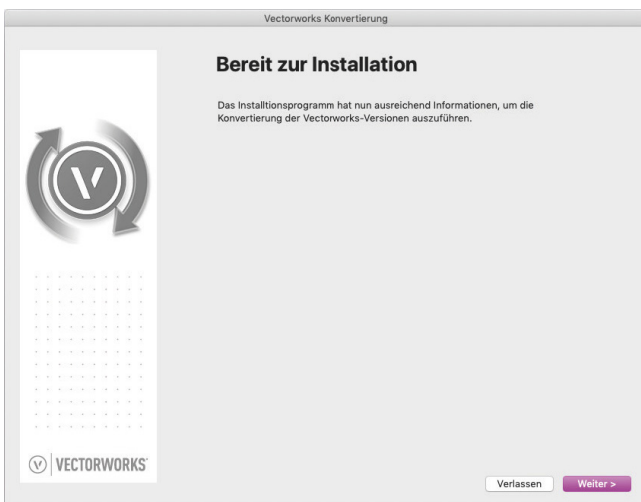 Vectorworks Konvertierung
Bereit zur Installation
Das Installtionsprogramm hat nun ausreichend Informationen, um die
Konvertierung der Vectorworks-Versionen auszuführen.
V
V VECTORWORKS®
Verlassen
Weiter >